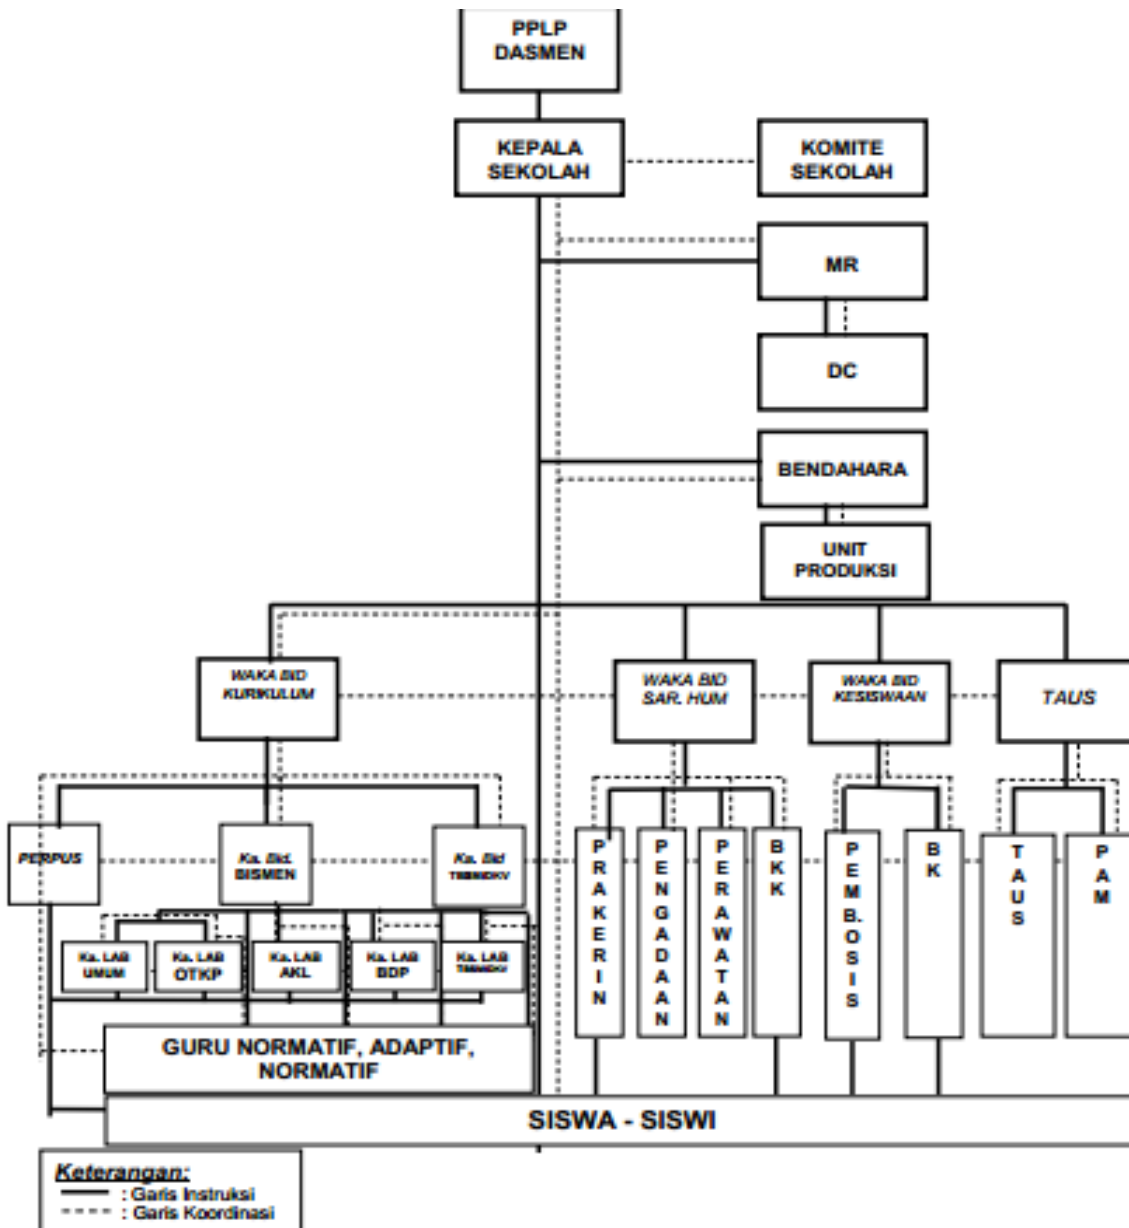 PPLP
DASMEN
KEPALA
SEKOLAH
KOMITE
SEKOLAH
MR
DC
BENDAHARA
UNIT
PRODUKSI
WAKA BID
KURIKULUM
WAKA BID
SAR. HUM
WAKA BID
KESISWAAN
TAUS
PERPUS
Ka. Bid.
BISMEN
Ka. Bid
PRAKERIN
PENGADAAN
PERAWATAN
BKK
PEMB.OSIS
BK
TAUS
PAM
Ka. LAB
UMUM
Ka. LAB
OTKP
Ka. LAB
AKL
Ka. LAB
BDP
Ka. LAB
GURU NORMATIF, ADAPTIF,
NORMATIF
SISWA - SISWI
Keterangan:
: Garis Instruksi
: Garis Koordinasi